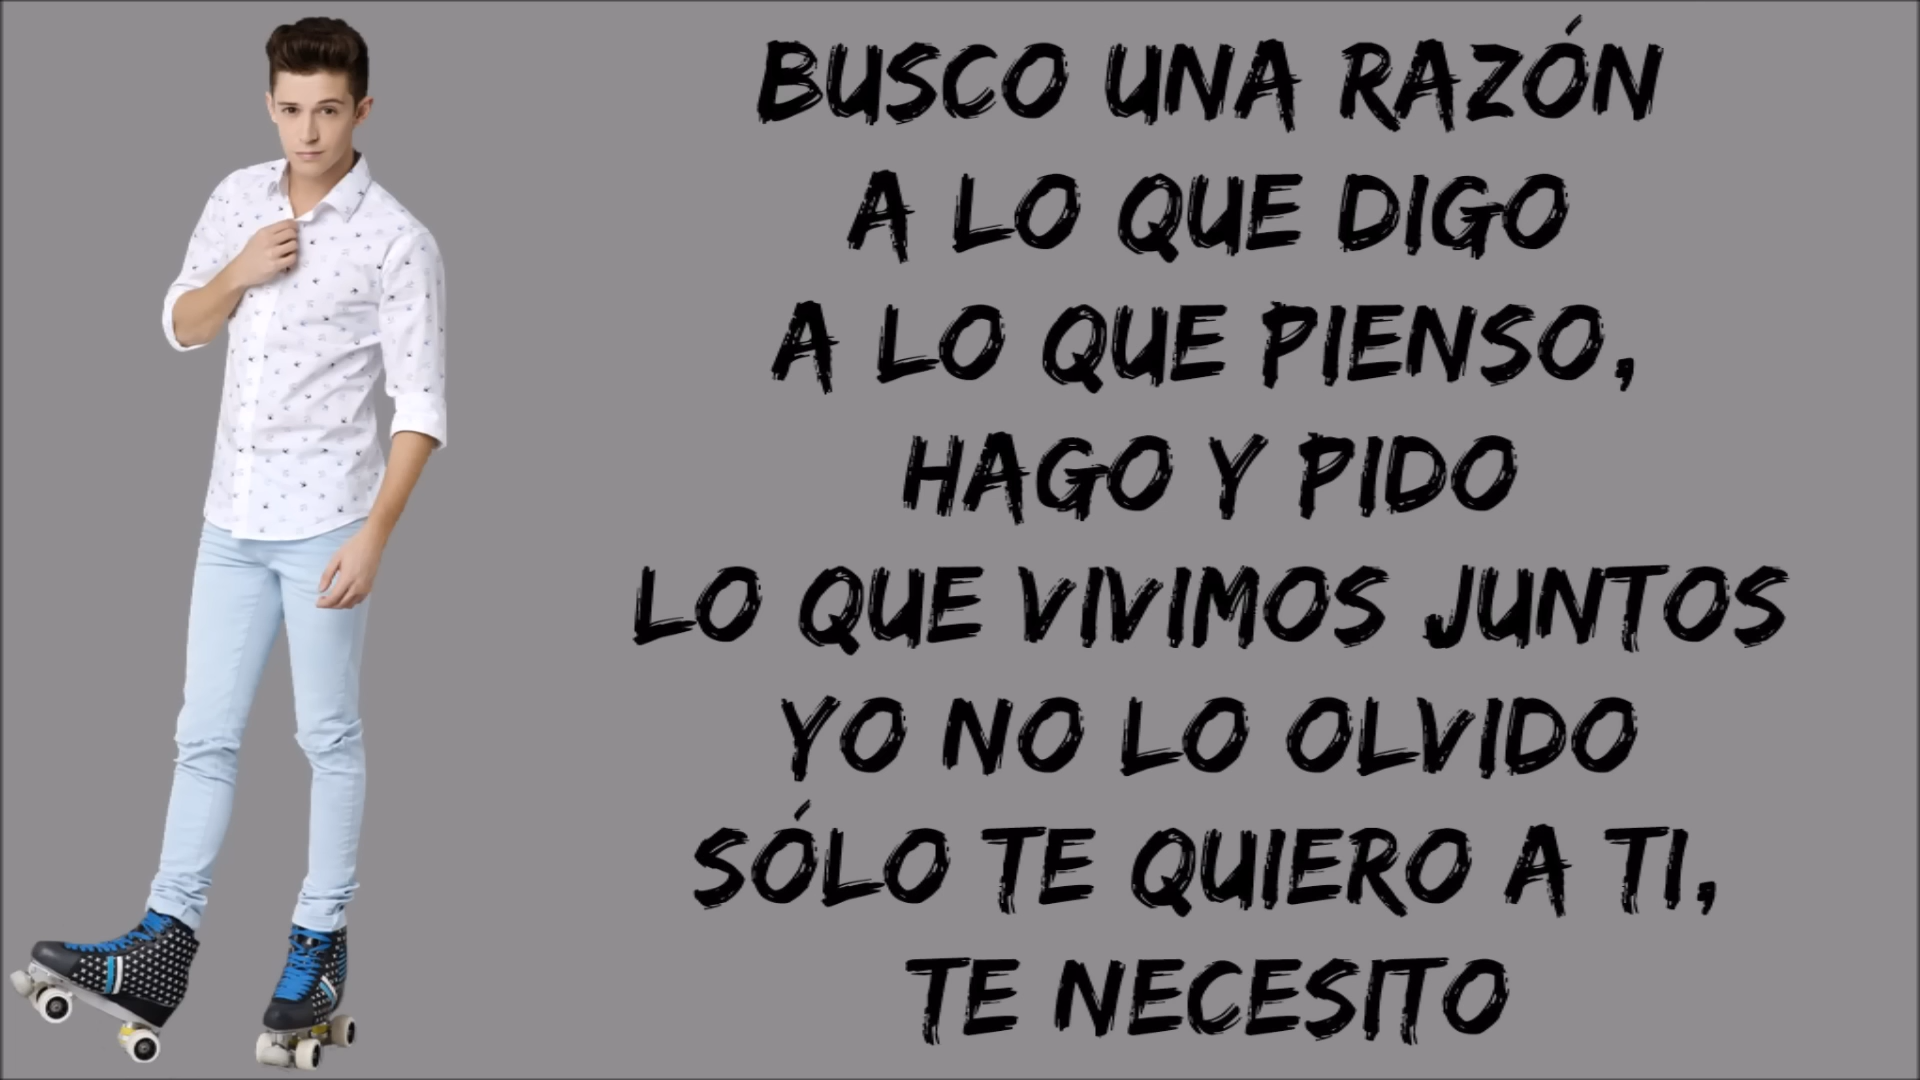 BUSCO UNA RAZÓN
A LO QUE DIGO
A LO QUE PIENSO,
HAGO Y PIDO
LO QUE VIVIMOS JUNTOS
YO NO LO OLVIDO
SÓLO TE QUIERO A TI,
TE NECESITO